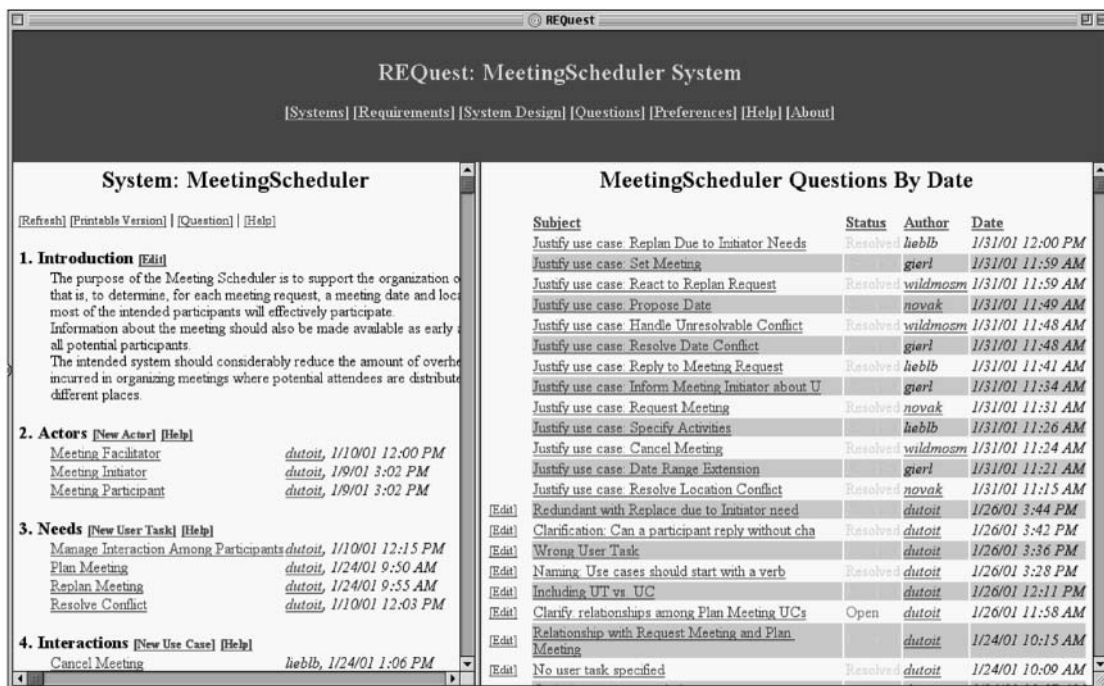 REQuest
REQuest: MeetingScheduler System
[Systems] [Requirements] [System Design] [Questions] [Preferences] [Help] [About]
System: MeetingScheduler
[Refresh] [Printable Version] | [Question] | [Help]
1. Introduction [Edit]
The purpose of the Meeting Scheduler is to support the organization o
that is, to determine, for each meeting request, a meeting date and loca
most of the intended participants will effectively participate.
Information about the meeting should also be made available as early a
all potential participants.
The intended system should considerably reduce the amount of overhe
incurred in organizing meetings where potential attendees are distribute
different places.
2. Actors [New Actor] [Help]
Meeting Facilitator dutoit, 1/10/01 12:00 PM
Meeting Initiator dutoit, 1/9/01 3:02 PM
Meeting Participant dutoit, 1/9/01 3:02 PM
3. Needs [New User Task] [Help]
Manage Interaction Among Participants dutoit, 1/10/01 12:15 PM
Plan Meeting dutoit, 1/24/01 9:50 AM
Replan Meeting dutoit, 1/24/01 9:55 AM
Resolve Conflict dutoit, 1/10/01 12:03 PM
4. Interactions [New Use Case] [Help]
Cancel Meeting lieblb, 1/24/01 1:06 PM
MeetingScheduler Questions By Date
Subject Status Author Date
Justify use case: Replan Due to Initiator Needs Resolved lieblb 1/31/01 12:00 PM
Justify use case: Set Meeting gierl 1/31/01 11:59 AM
Justify use case: React to Replan Request Resolved wildmosm 1/31/01 11:59 AM
Justify use case: Propose Date novak 1/31/01 11:49 AM
Justify use case: Handle Unresolvable Conflict Resolved wildmosm 1/31/01 11:48 AM
Justify use case: Resolve Date Conflict gierl 1/31/01 11:48 AM
Justify use case: Reply to Meeting Request Resolved lieblb 1/31/01 11:41 AM
Justify use case: Inform Meeting Initiator about U gierl 1/31/01 11:34 AM
Justify use case: Request Meeting Resolved novak 1/31/01 11:31 AM
Justify use case: Specify Activities lieblb 1/31/01 11:26 AM
Justify use case: Cancel Meeting Resolved wildmosm 1/31/01 11:24 AM
Justify use case: Date Range Extension gierl 1/31/01 11:21 AM
Justify use case: Resolve Location Conflict Resolved novak 1/31/01 11:15 AM
[Edit] Redundant with Replace due to Initiator need dutoit 1/26/01 3:44 PM
[Edit] Clarification: Can a participant reply without cha Resolved dutoit 1/26/01 3:42 PM
[Edit] Wrong User Task dutoit 1/26/01 3:36 PM
[Edit] Naming: Use cases should start with a verb Resolved dutoit 1/26/01 3:28 PM
[Edit] Including UT vs. UC dutoit 1/26/01 12:11 PM
[Edit] Clarify relationships among Plan Meeting UCs Open dutoit 1/26/01 11:58 AM
[Edit] Relationship with Request Meeting and Plan
Meeting dutoit 1/24/01 10:15 AM
[Edit] No user task specified Resolved dutoit 1/24/01 10:09 AM